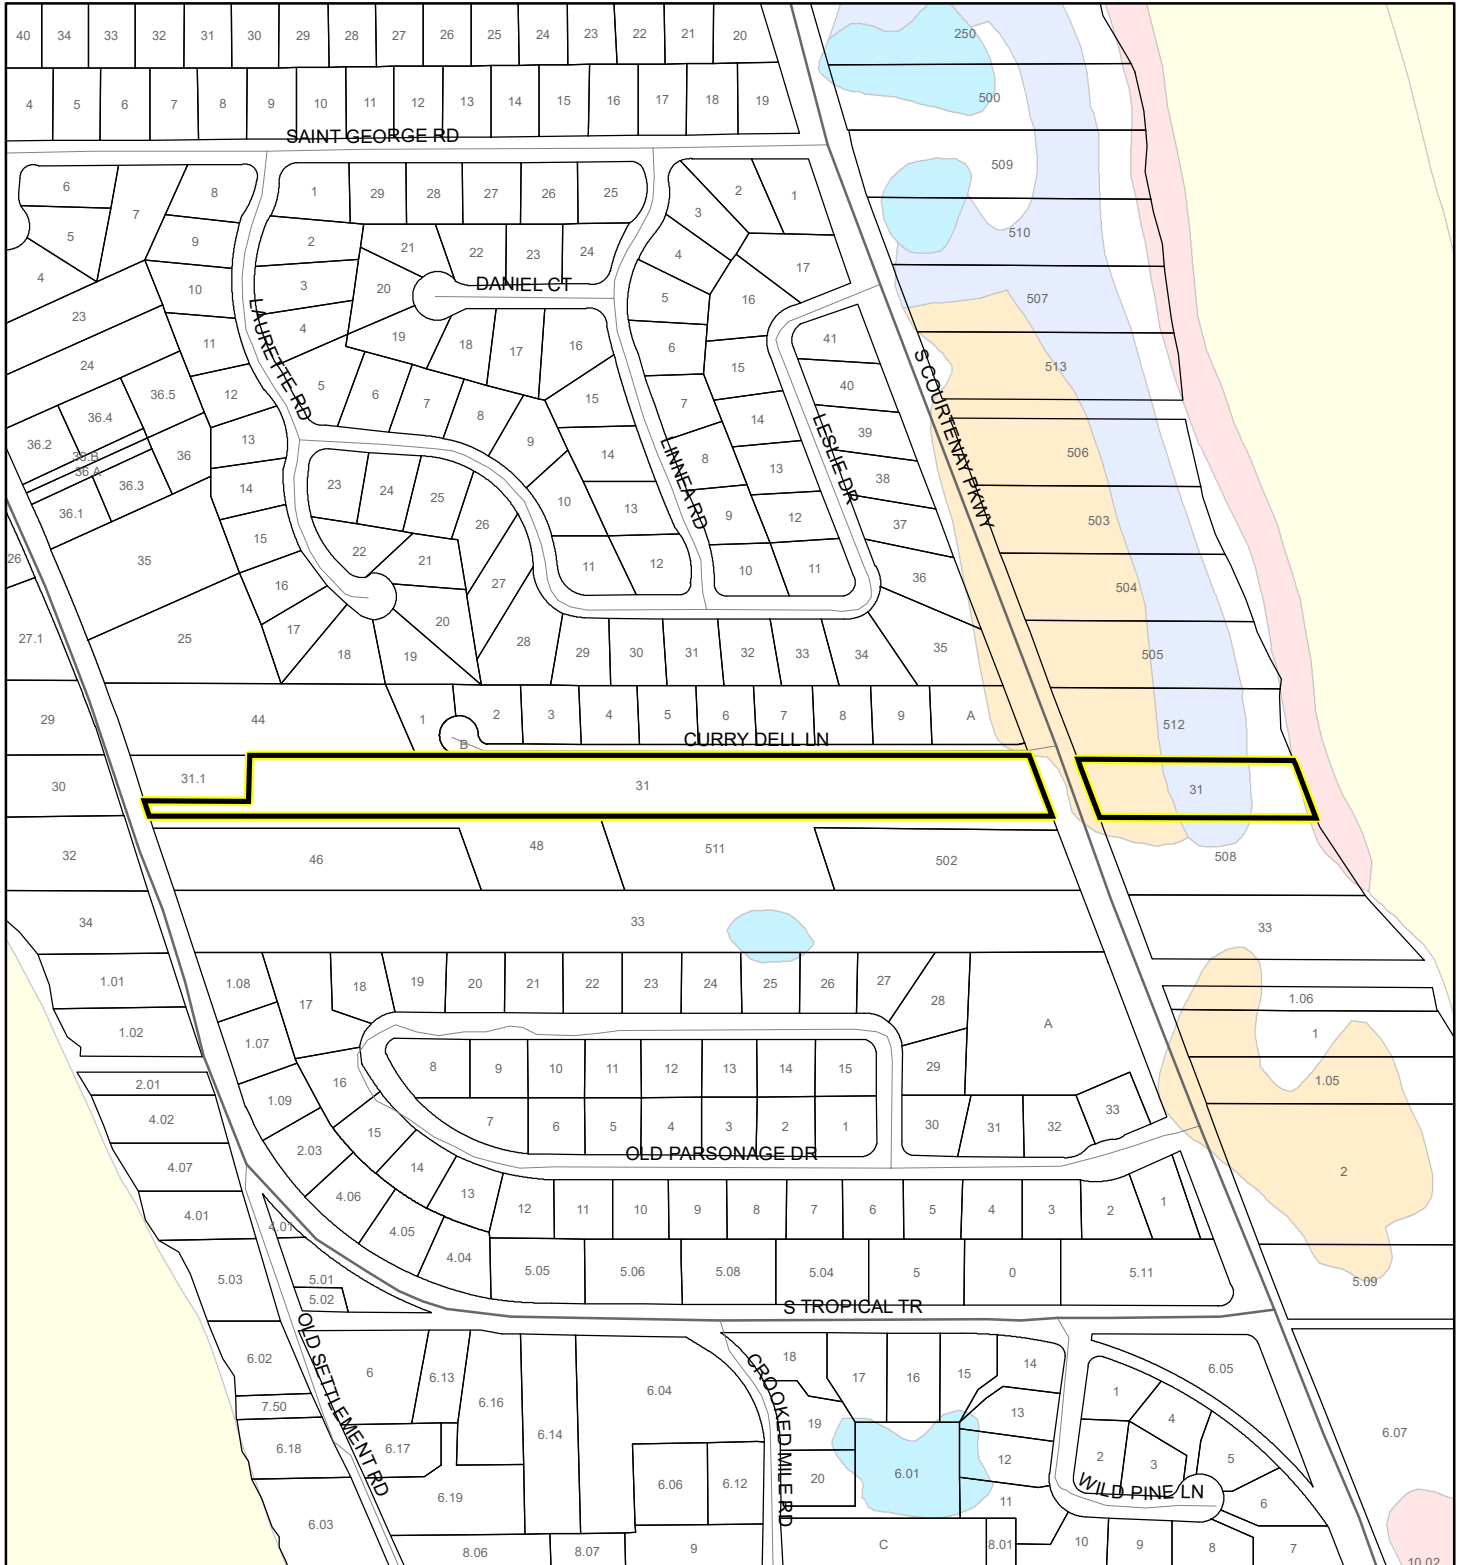 40 34 33 32 31 30 29 28 27 26 25 24 23 22 21 20 250
4 5 6 7 8 9 10 11 12 13 14 15 16 17 18 19 500
SAINT GEORGE RD
509
6 8 1 29 28 27 26 25 2 1
7 3
5 9 2 21 22 23 24 4 510
4 10 3 20 DANIEL CT 5 16 17 507
23 LAURETTE RD 4 19 18 17 16 6 41
24 11 15 513
36.5 12 5 6 7 8 15 7 14 40 S COURTENAY PKWY
36.4 LINNEA RD LESLIE DR 39
36.2 36 13 9 14 8 13 506
36.B
36.A
36.3 14 23 24 25 10 13 9 12 38
36.1 15 26 37 503
26 35 22 21 11 12 10 11 36
16 27 504
27.1 25 17 18 19 20 28 29 30 31 32 33 34 35 505
29 44 1 2 3 4 5 6 7 8 9 A 512
B CURRY DELL LN
30 31.1 31 31
32 46 48 511 502 508
34 33 33
1.01 1.08 17 18 19 20 21 22 23 24 25 26 27 28 1.06
1.02 1.07 A 1
2.01 16 8 9 10 11 12 13 14 15 29 1.05
4.02 1.09 15 7 6 5 4 3 2 1 30 31 32 33
4.07 2.03 14 OLD PARSONAGE DR 2
4.01 4.06 13 12 11 10 9 8 7 6 5 4 3 2 1
4.01 4.05 4.04
5.03 5.01 5.05 5.06 5.08 5.04 5 0 5.11 5.09
5.02
S TROPICAL TR
OLD SETTLEMENT RD
6.02 6 6.13 6.16 6.04 CROOKED MILE RD 18 17 16 15 14 6.05
7.50 6.14 19 13 1 4 6.07
6.18 6.17 12 2 3 5
6.19 6.06 6.12 20 6.01 11 WILD PINE LN 6
6.03 8.06 8.07 9 C 8.01 10 9 8 7 10.02